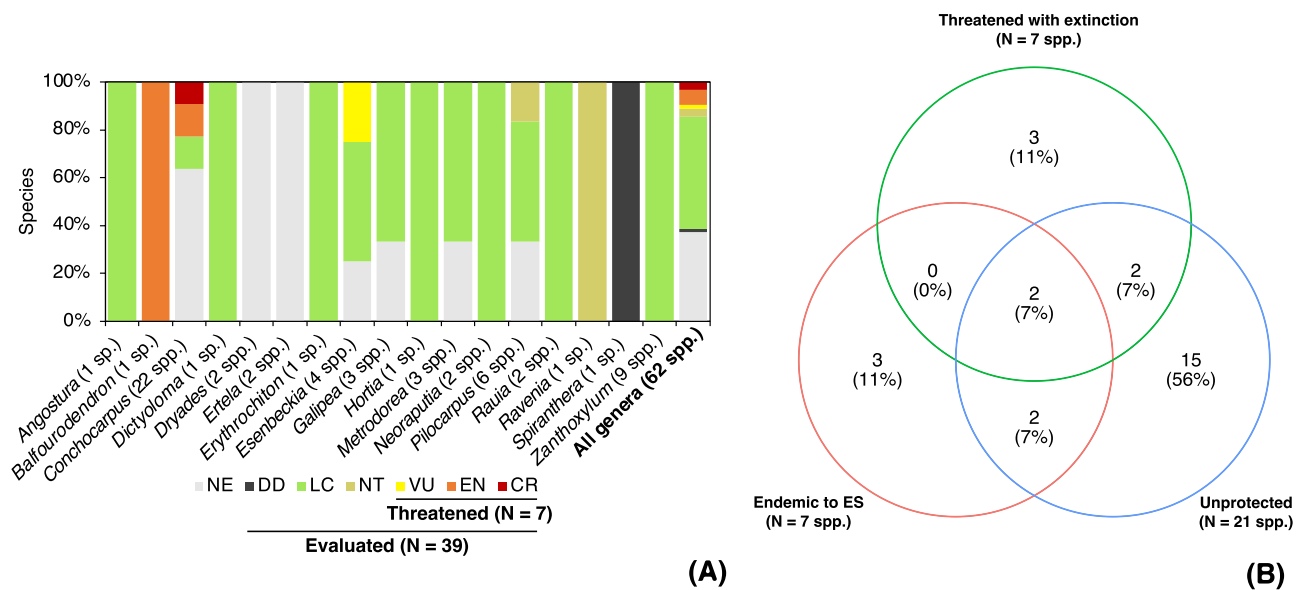 100%
80%
60%
40%
20%
0%
Species
Angostura (1 sp.)
Balfourodendron (1 sp.)
Conchocarpus (22 spp.)
Dictyoloma (1 sp.)
Dryades (2 spp.)
Ertela (2 spp.)
Erythrochiton (1 sp.)
Esenbeckia (4 spp.)
Galipea (3 spp.)
Hortia (1 sp.)
Metrodorea (3 spp.)
Neoraputia (2 spp.)
Pilocarpus (6 spp.)
Rauia (2 spp.)
Ravenia (1 sp.)
Spiranthera (1 sp.)
Zanthoxylum (9 spp.)
All genera (62 spp.)
NE DD LC NT VU EN CR
Threatened (N = 7)
Evaluated (N = 39)
(A)
Threatened with extinction
(N = 7 spp.)
3
(11%)
0
(0%)
2
(7%)
2
(7%)
3
(11%)
15
(56%)
2
(7%)
Endemic to ES
(N = 7 spp.)
Unprotected
(N = 21 spp.)
(B)